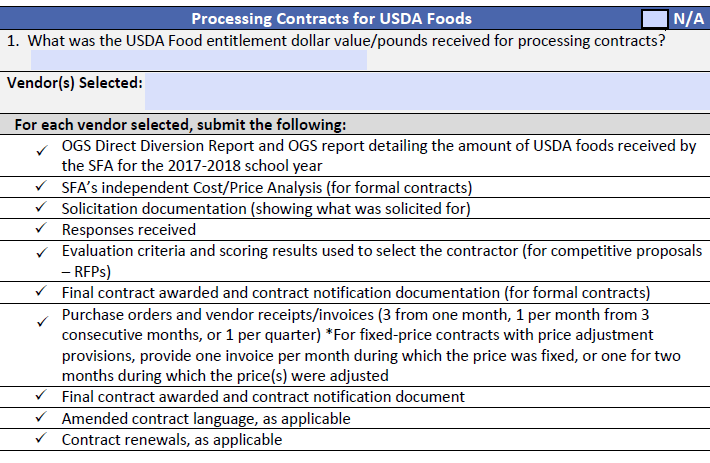 Processing Contracts for USDA Foods N/A
1. What was the USDA Food entitlement dollar value/pounds received for processing contracts?
Vendor(s) Selected:
For each vendor selected, submit the following:
✓ OGS Direct Diversion Report and OGS report detailing the amount of USDA foods received by
the SFA for the 2017-2018 school year
✓ SFA’s independent Cost/Price Analysis (for formal contracts)
✓ Solicitation documentation (showing what was solicited for)
✓ Responses received
✓ Evaluation criteria and scoring results used to select the contractor (for competitive proposals
– RFPs)
✓ Final contract awarded and contract notification documentation (for formal contracts)
✓ Purchase orders and vendor receipts/invoices (3 from one month, 1 per month from 3
consecutive months, or 1 per quarter) *For fixed-price contracts with price adjustment
provisions, provide one invoice per month during which the price was fixed, or one for two
months during which the price(s) were adjusted
✓ Final contract awarded and contract notification document
✓ Amended contract language, as applicable
✓ Contract renewals, as applicable